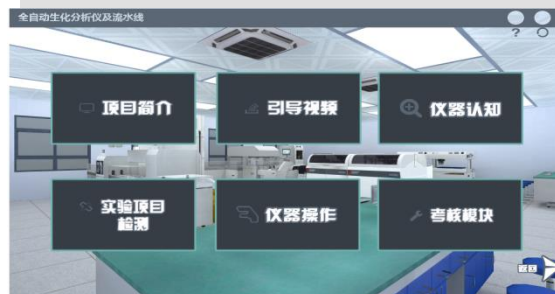 全自动生化分析仪及流水线
?
项目简介
引导视频
仪器认知
实验项目
检测
仪器操作
考核模块
返回